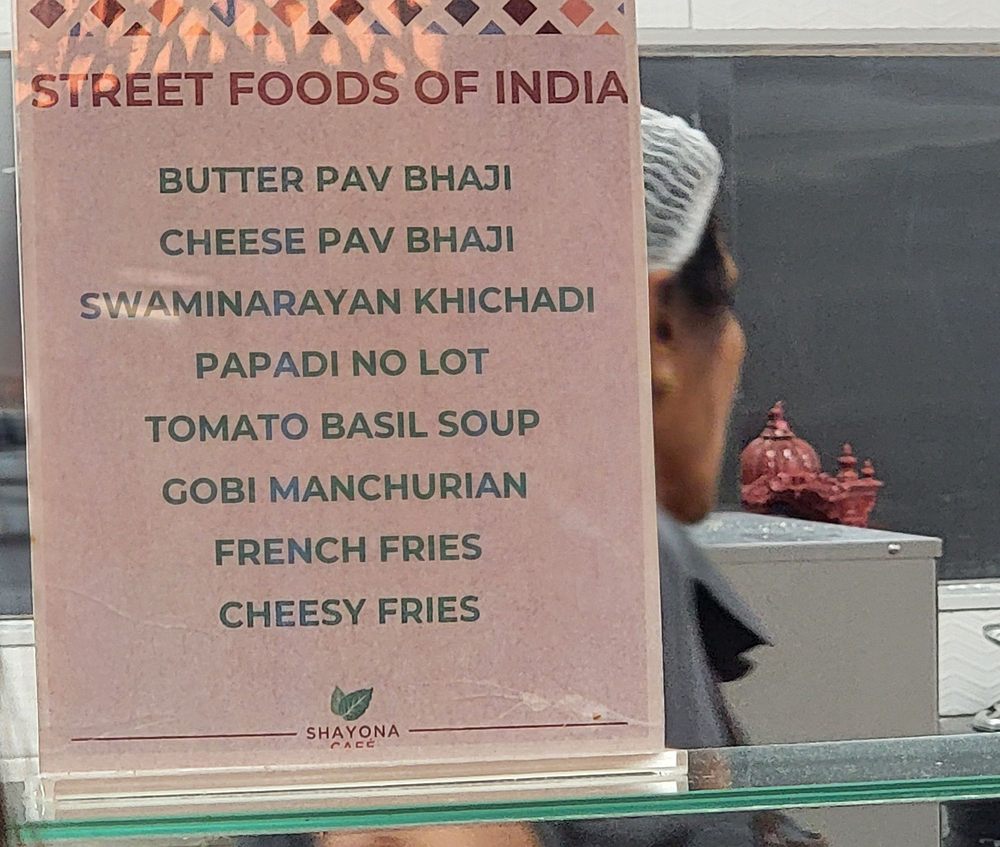 STREET FOODS OF INDIA
BUTTER PAV BHAJI
CHEESE PAV BHAJI
SWAMINARAYAN KHICHADI
PAPADI NO LOT
TOMATO BASIL SOUP
GOBI MANCHURIAN
FRENCH FRIES
CHEESY FRIES
SHAYONA
CAFÉ